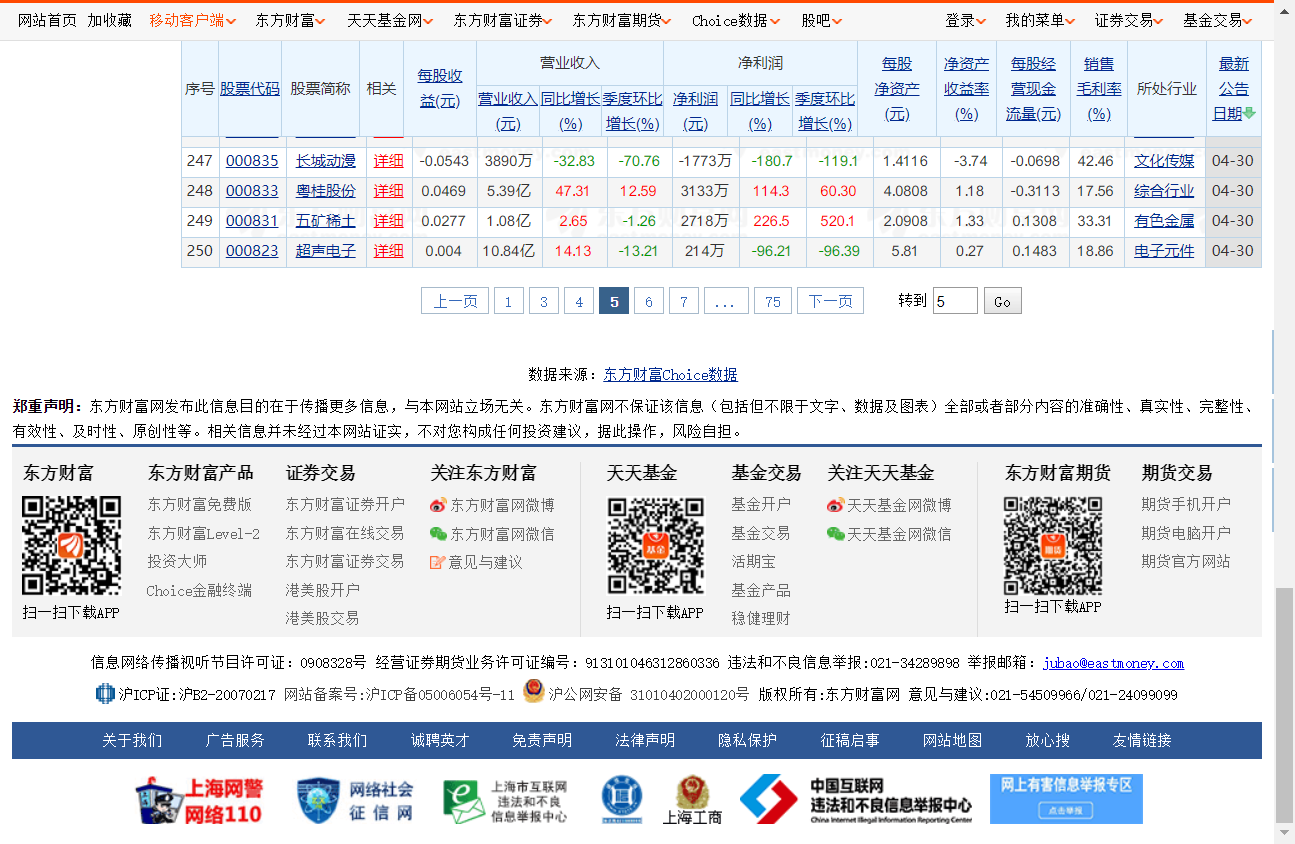 网站首页 加收藏 移动客户端 东方财富 天天基金网 东方财富证券 东方财富期货 Choice数据 股吧 登录 我的菜单 证券交易 基金交易
序号 股票代码 股票简称 相关 每股收益(元) 营业收入 净利润 每股净资产(元) 净资产收益率(%) 每股经营现金流量(元) 销售毛利率(%) 所处行业 最新公告日期
营业收入(元) 同比增长(%) 季度环比增长(%) 净利润(元) 同比增长(%) 季度环比增长(%)
247 000835 长城动漫 详细 -0.0543 3890万 -32.83 -70.76 -1773万 -180.7 -119.1 1.4116 -3.74 -0.0698 42.46 文化传媒 04-30
248 000833 粤桂股份 详细 0.0469 5.39亿 47.31 12.59 3133万 114.3 60.30 4.0808 1.18 -0.3113 17.56 综合行业 04-30
249 000831 五矿稀土 详细 0.0277 1.08亿 2.65 -1.26 2718万 226.5 520.1 2.0908 1.33 0.1308 33.31 有色金属 04-30
250 000823 超声电子 详细 0.004 10.84亿 14.13 -13.21 214万 -96.21 -96.39 5.81 0.27 0.1483 18.86 电子元件 04-30
上一页 1 3 4 5 6 7 ... 75 下一页 转到 5 Go
数据来源：东方财富Choice数据
郑重声明：东方财富网发布此信息目的在于传播更多信息，与本网站立场无关。东方财富网不保证该信息（包括但不限于文字、数据及图表）全部或者部分内容的准确性、真实性、完整性、
有效性、及时性、原创性等。相关信息并未经过本网站证实，不对您构成任何投资建议，据此操作，风险自担。
东方财富
扫一扫下载APP
东方财富产品
东方财富免费版
东方财富Level-2
投资大师
Choice金融终端
证券交易
东方财富证券开户
东方财富在线交易
东方财富证券交易
港美股开户
港美股交易
关注东方财富
东方财富网微博
东方财富网微信
意见与建议
天天基金
基金
扫一扫下载APP
基金交易
基金开户
基金交易
活期宝
基金产品
稳健理财
关注天天基金
天天基金网微博
天天基金网微信
东方财富期货
期货
扫一扫下载APP
期货交易
期货手机开户
期货电脑开户
期货官方网站
信息网络传播视听节目许可证：0908328号 经营证券期货业务许可证编号：913101046312860336 违法和不良信息举报:021-34289898 举报邮箱：jubao@eastmoney.com
沪ICP证:沪B2-20070217 网站备案号:沪ICP备05006054号-11 沪公网安备 31010402000120号 版权所有:东方财富网 意见与建议:021-54509966/021-24099099
关于我们 广告服务 联系我们 诚聘英才 免责声明 法律声明 隐私保护 征稿启事 网站地图 放心搜 友情链接
上海网警
网络110
网络社会
征信网
上海市互联网
违法和不良
信息举报中心
上海工商
中国互联网
违法和不良信息举报中心
China Internet Illegal Information Reporting Center
网上有害信息举报专区
点击举报